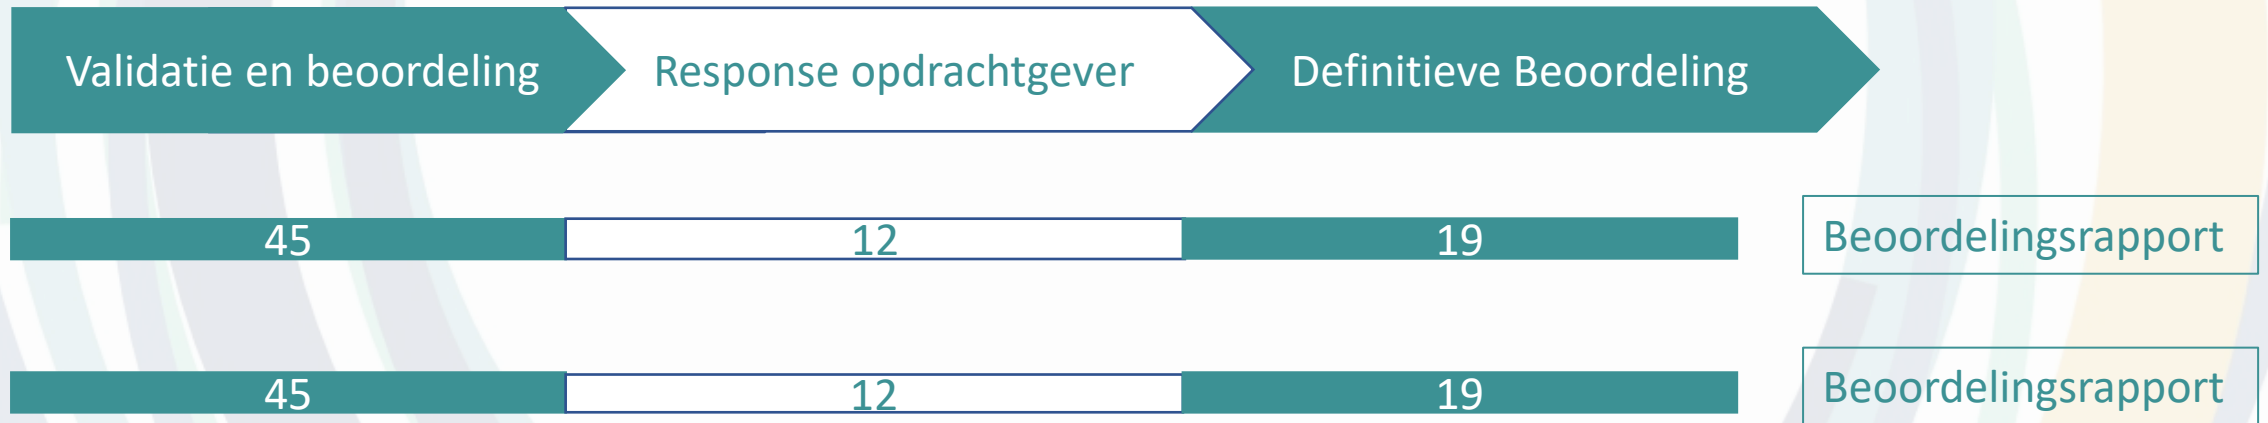 Validatie en beoordeling
Response opdrachtgever
Definitieve Beoordeling
45
12
19
Beoordelingsrapport
45
12
19
Beoordelingsrapport